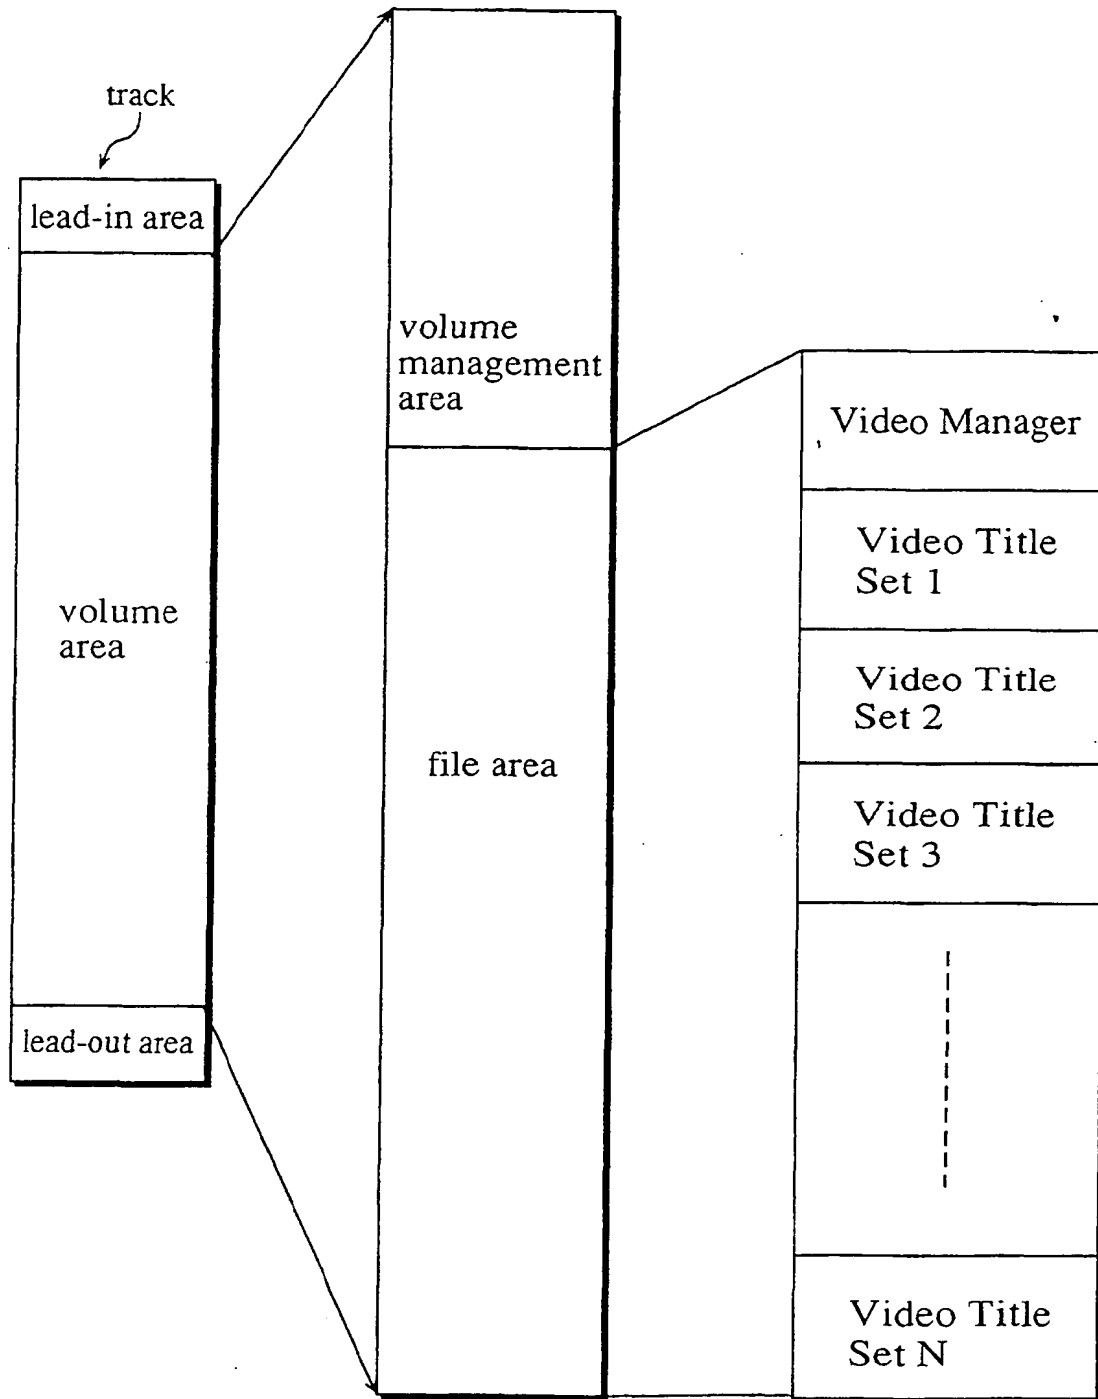 track
lead-in area
volume
area
lead-out area
volume
management
area
file area
Video Manager
Video Title
Set 1
Video Title
Set 2
Video Title
Set 3
Video Title
Set N